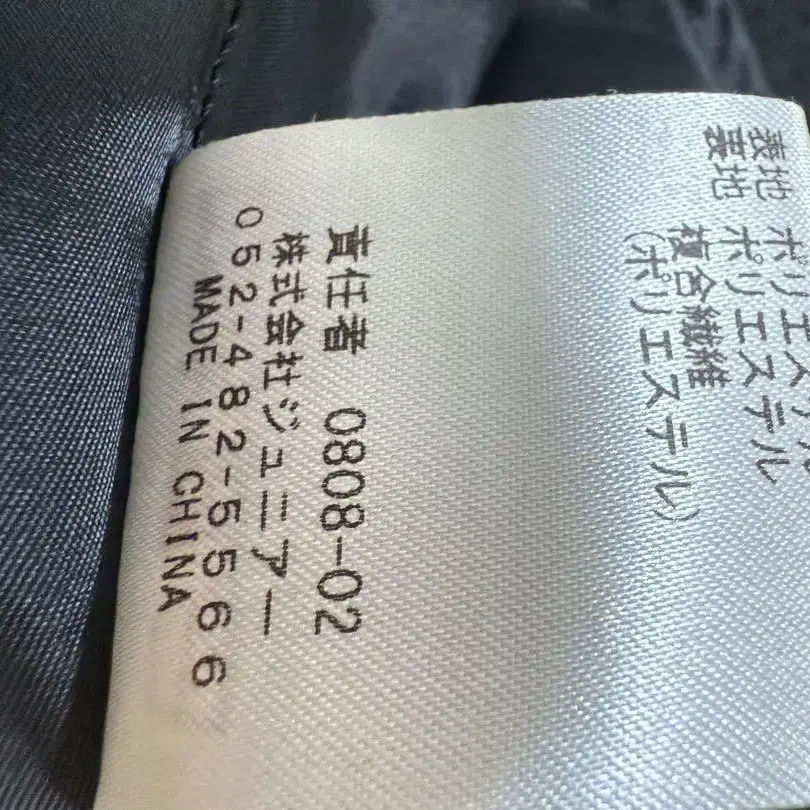 表地 ポリエステル
裏地 ポリエステル
複合繊維
(ポリエステル)
責任者 0808-02
株式会社ジュニアー
052-482-5566
MADE IN CHINA